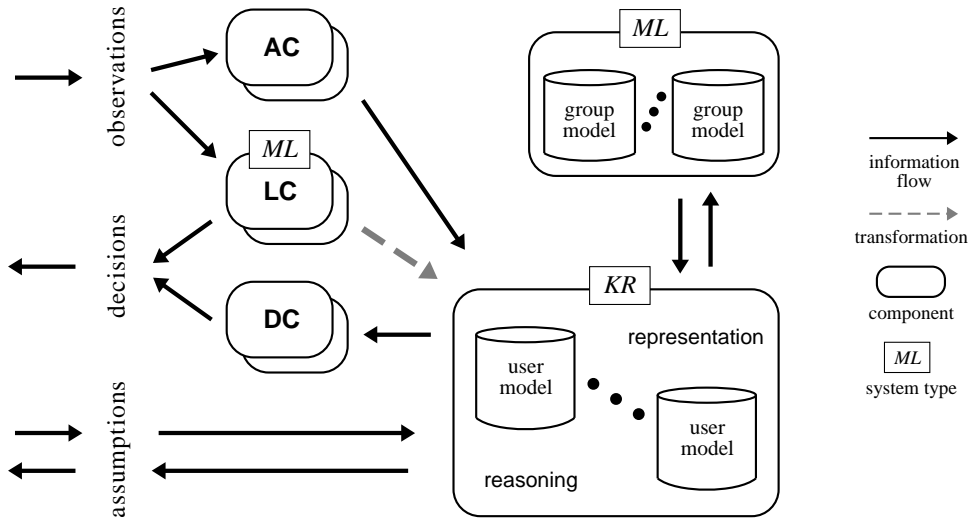 observations
AC
ML
LC
decisions
DC
assumptions
ML
group
model
group
model
KR
representation
user
model
user
model
reasoning
information
flow
transformation
component
ML
system type